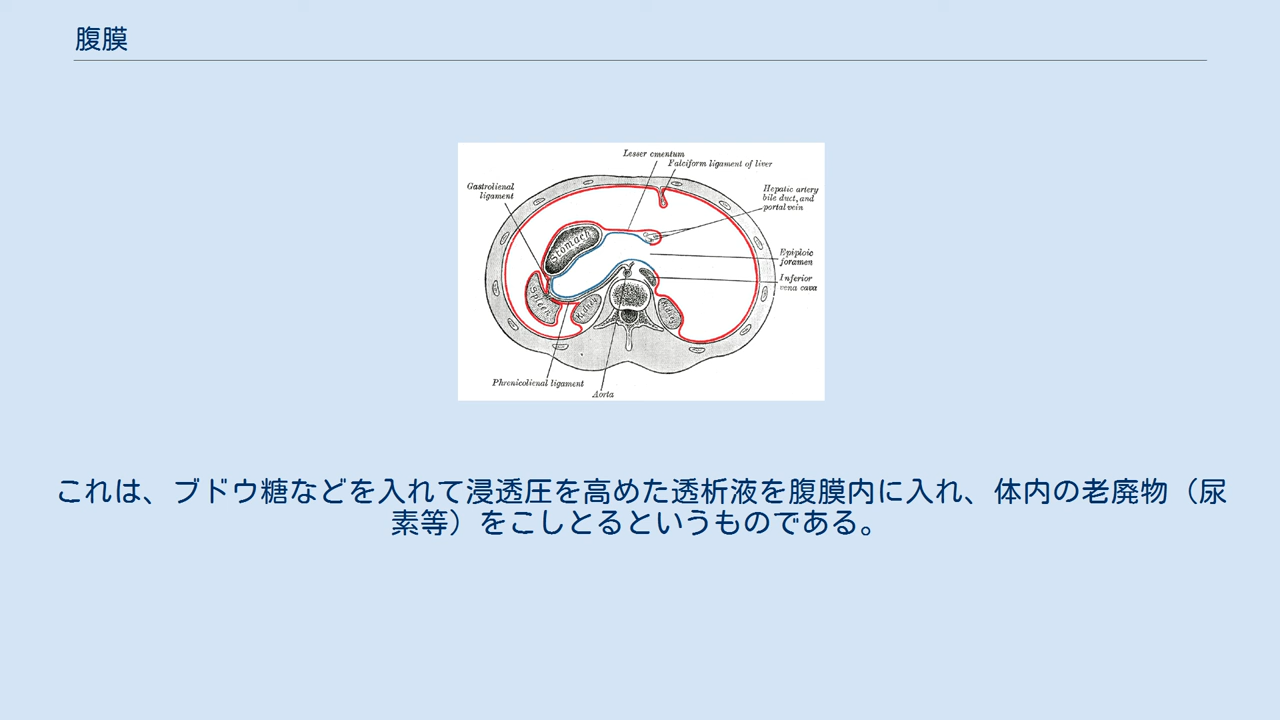 腹膜
Lesser omentum
Falciform ligament of liver
Gastrolienal
ligament
Hepatic artery
bile duct, and
portal vein
Stomach
Epiploic
foramen
Inferior
vena cava
Spleen
Kidney
Kidney
Phrenicolienal ligament
Aorta
これは、ブドウ糖などを入れて浸透圧を高めた透析液を腹膜内に入れ、体内の老廃物（尿
素等）をこしとるというものである。